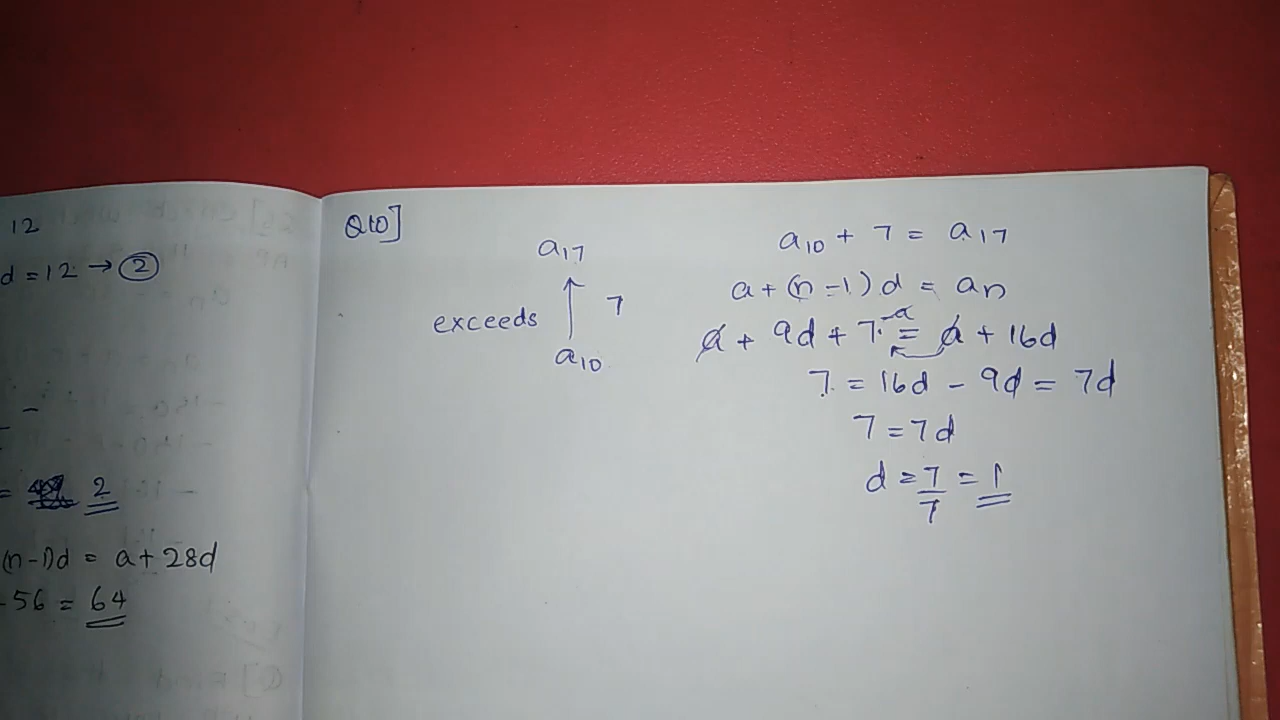 12
d = 12 → ②
-
= 2
(n-1)d = a + 28d
-56 = 64
Q10]
a17
exceeds 7
a10
a10 + 7 = a17
a + (n-1)d = an
a + 9d + 7 -a = a + 16d
7 = 16d - 9d = 7d
7 = 7d
d = 7/7 = 1